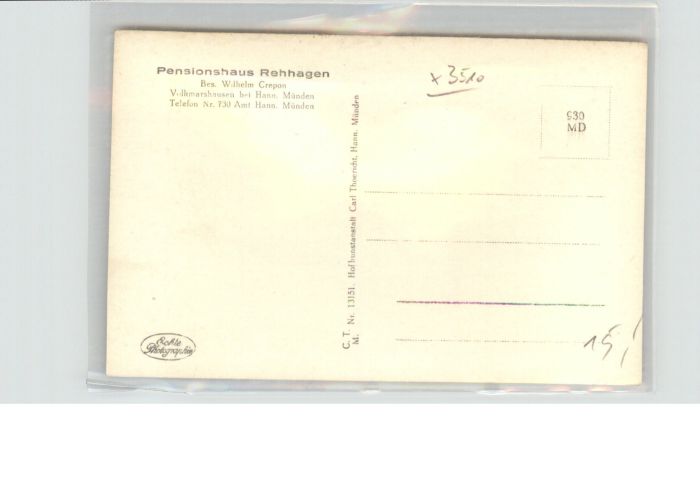 Pensionshaus Rehhagen
Bes. Wilhelm Crepon
Volkmarshausen bei Hann. Münden
Telefon Nr. 730 Amt Hann. Münden
x 3510
930
MD
C. T. M. Nr. 13151. Hofkunstanstalt Carl Thoericht, Hann. Münden
Echte
Photographie
15,-